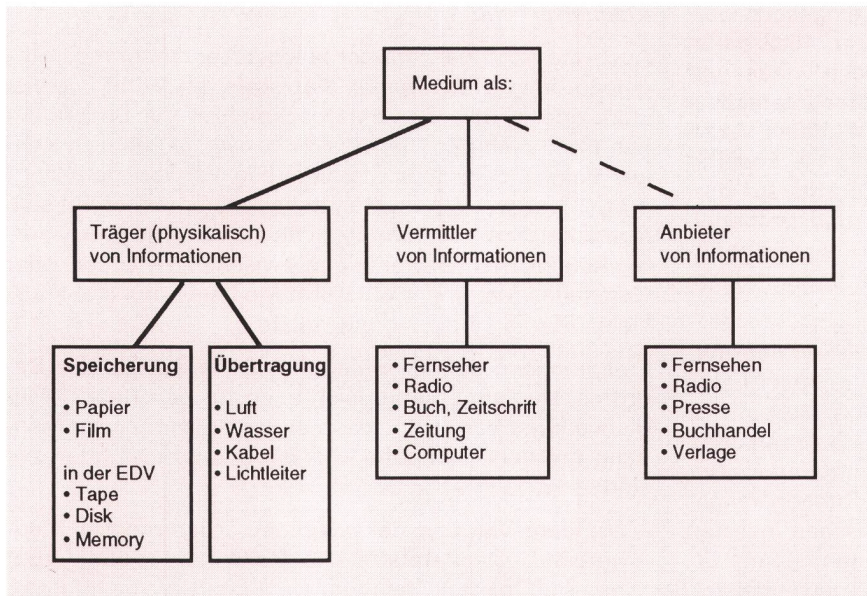 Medium als:
Träger (physikalisch)
von Informationen
Vermittler
von Informationen
Anbieter
von Informationen
Speicherung
• Papier
• Film
in der EDV
• Tape
• Disk
• Memory
Übertragung
• Luft
• Wasser
• Kabel
• Lichtleiter
• Fernseher
• Radio
• Buch, Zeitschrift
• Zeitung
• Computer
• Fernsehen
• Radio
• Presse
• Buchhandel
• Verlage